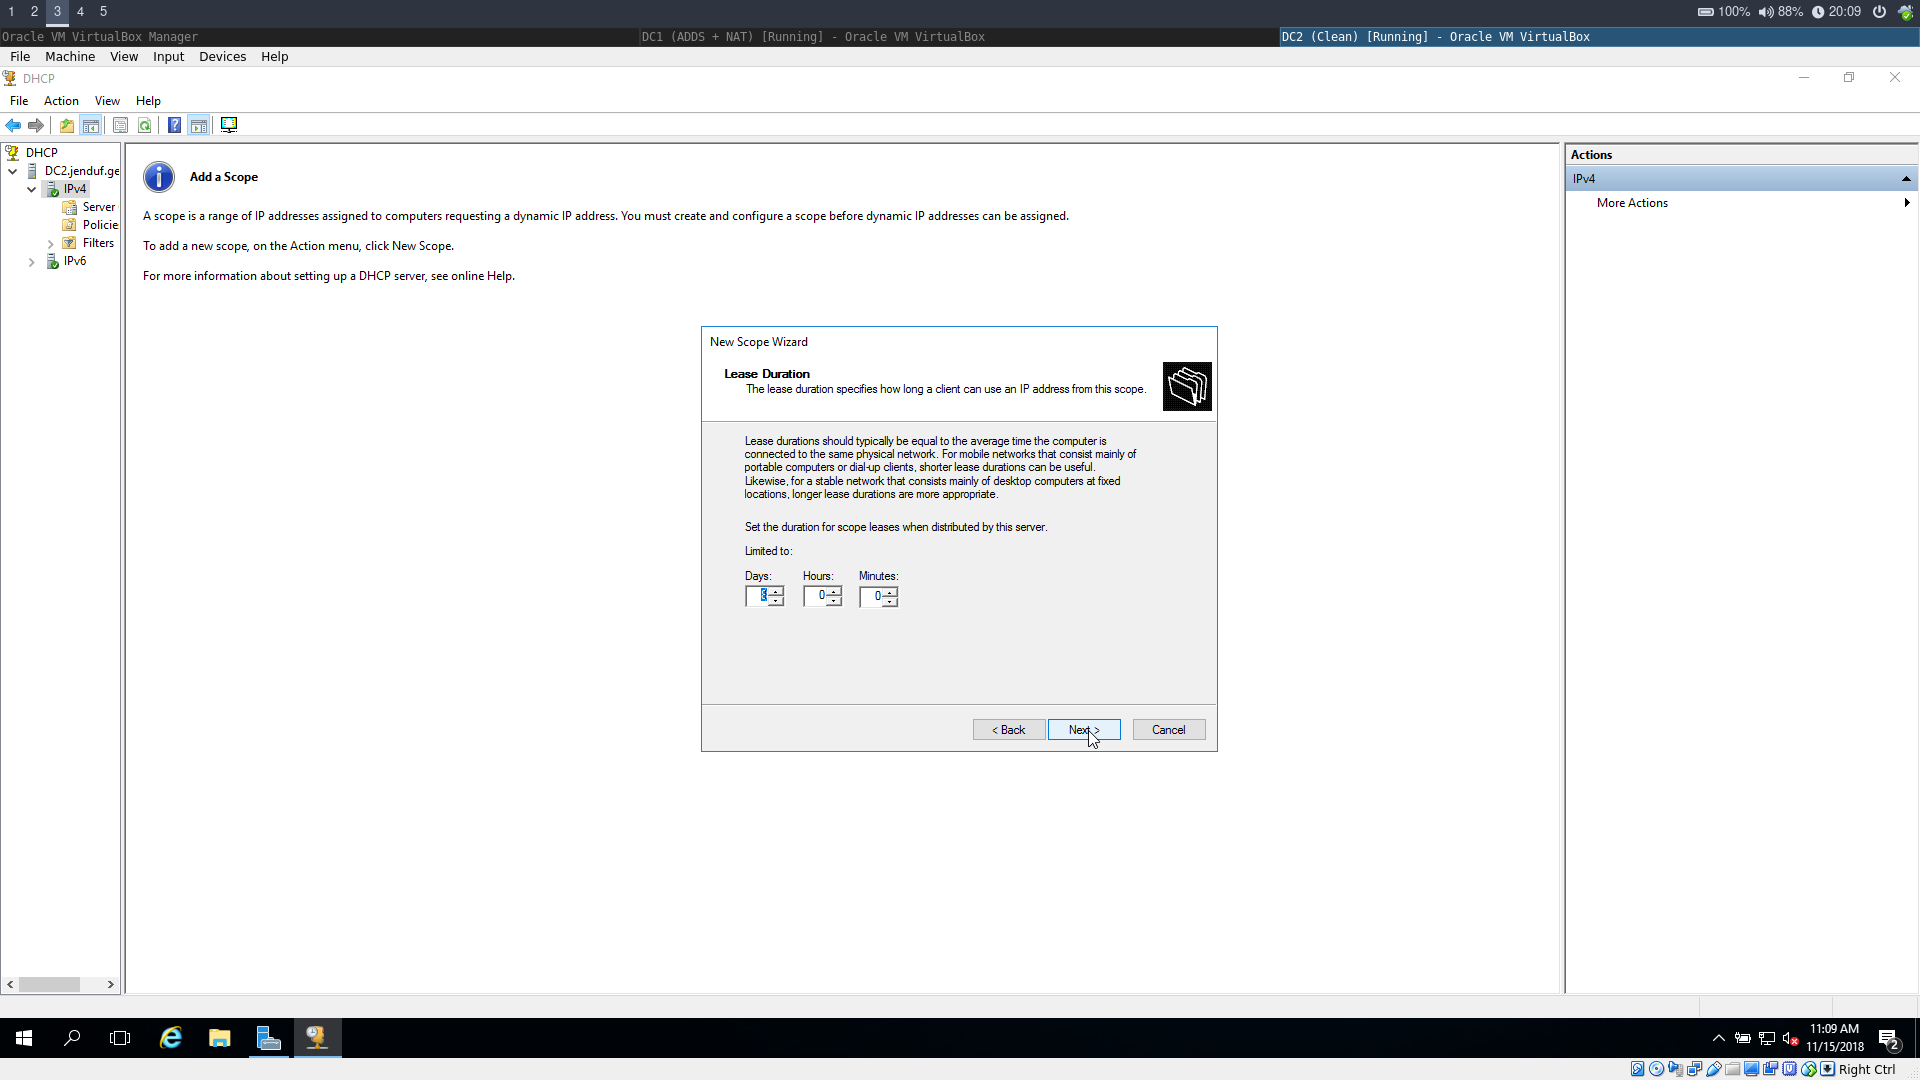 1 2 3 4 5
100% 88% 20:09
Oracle VM VirtualBox Manager
DC1 (ADDS + NAT) [Running] - Oracle VM VirtualBox
DC2 (Clean) [Running] - Oracle VM VirtualBox
File Machine View Input Devices Help
DHCP
File Action View Help
DHCP
DC2.jenduf.ge
IPv4
Server
Policie
Filters
IPv6
Add a Scope
A scope is a range of IP addresses assigned to computers requesting a dynamic IP address. You must create and configure a scope before dynamic IP addresses can be assigned.
To add a new scope, on the Action menu, click New Scope.
For more information about setting up a DHCP server, see online Help.
New Scope Wizard
Lease Duration
The lease duration specifies how long a client can use an IP address from this scope.
Lease durations should typically be equal to the average time the computer is
connected to the same physical network. For mobile networks that consist mainly of
portable computers or dial-up clients, shorter lease durations can be useful.
Likewise, for a stable network that consists mainly of desktop computers at fixed
locations, longer lease durations are more appropriate.
Set the duration for scope leases when distributed by this server.
Limited to:
Days: Hours: Minutes:
0 0
< Back Next > Cancel
Actions
IPv4
More Actions
11:09 AM
11/15/2018
2
Right Ctrl